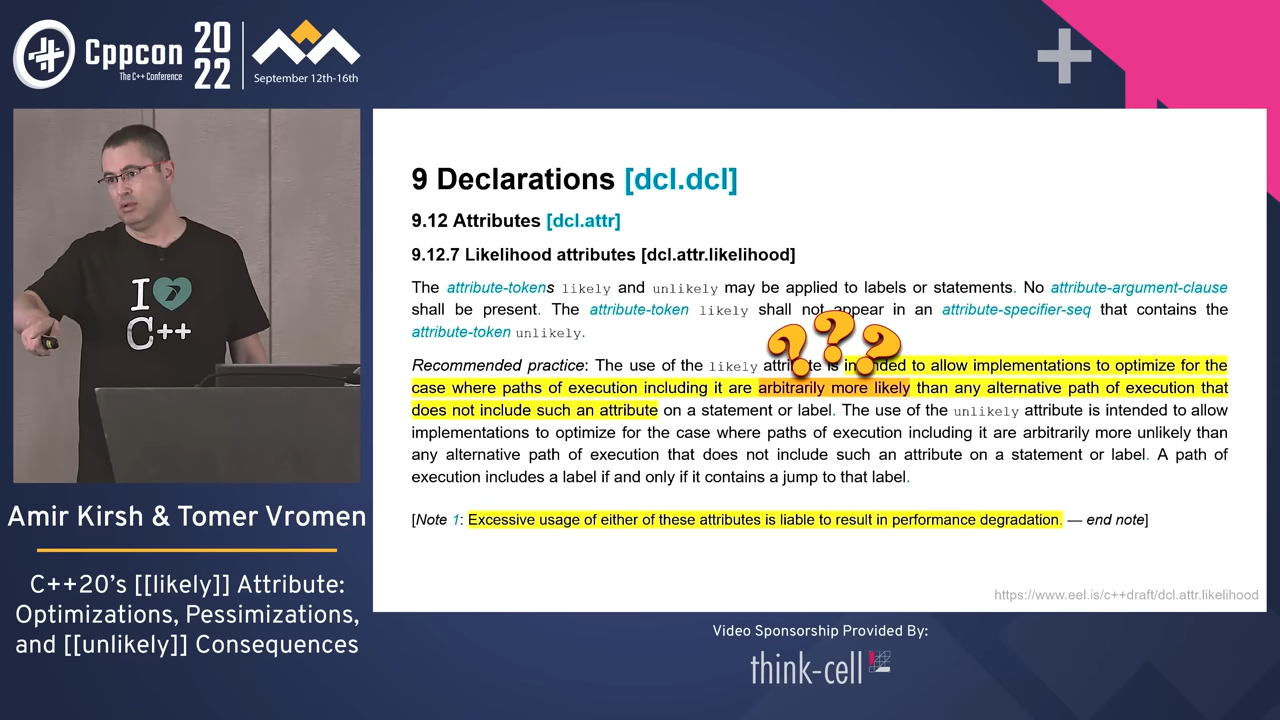 Cppcon
The C++ Conference
20
22
September 12th-16th
I
C++
Amir Kirsh & Tomer Vromen
C++20's [[likely]] Attribute:
Optimizations, Pessimizations,
and [[unlikely]] Consequences
9 Declarations [dcl.dcl]
9.12 Attributes [dcl.attr]
9.12.7 Likelihood attributes [dcl.attr.likelihood]
The attribute-tokens likely and unlikely may be applied to labels or statements. No attribute-argument-clause
shall be present. The attribute-token likely shall not appear in an attribute-specifier-seq that contains the
attribute-token unlikely.
???
Recommended practice: The use of the likely attribute is intended to allow implementations to optimize for the
case where paths of execution including it are arbitrarily more likely than any alternative path of execution that
does not include such an attribute on a statement or label. The use of the unlikely attribute is intended to allow
implementations to optimize for the case where paths of execution including it are arbitrarily more unlikely than
any alternative path of execution that does not include such an attribute on a statement or label. A path of
execution includes a label if and only if it contains a jump to that label.
[Note 1: Excessive usage of either of these attributes is liable to result in performance degradation. — end note]
https://www.eel.is/c++draft/dcl.attr.likelihood
Video Sponsorship Provided By:
think-cell